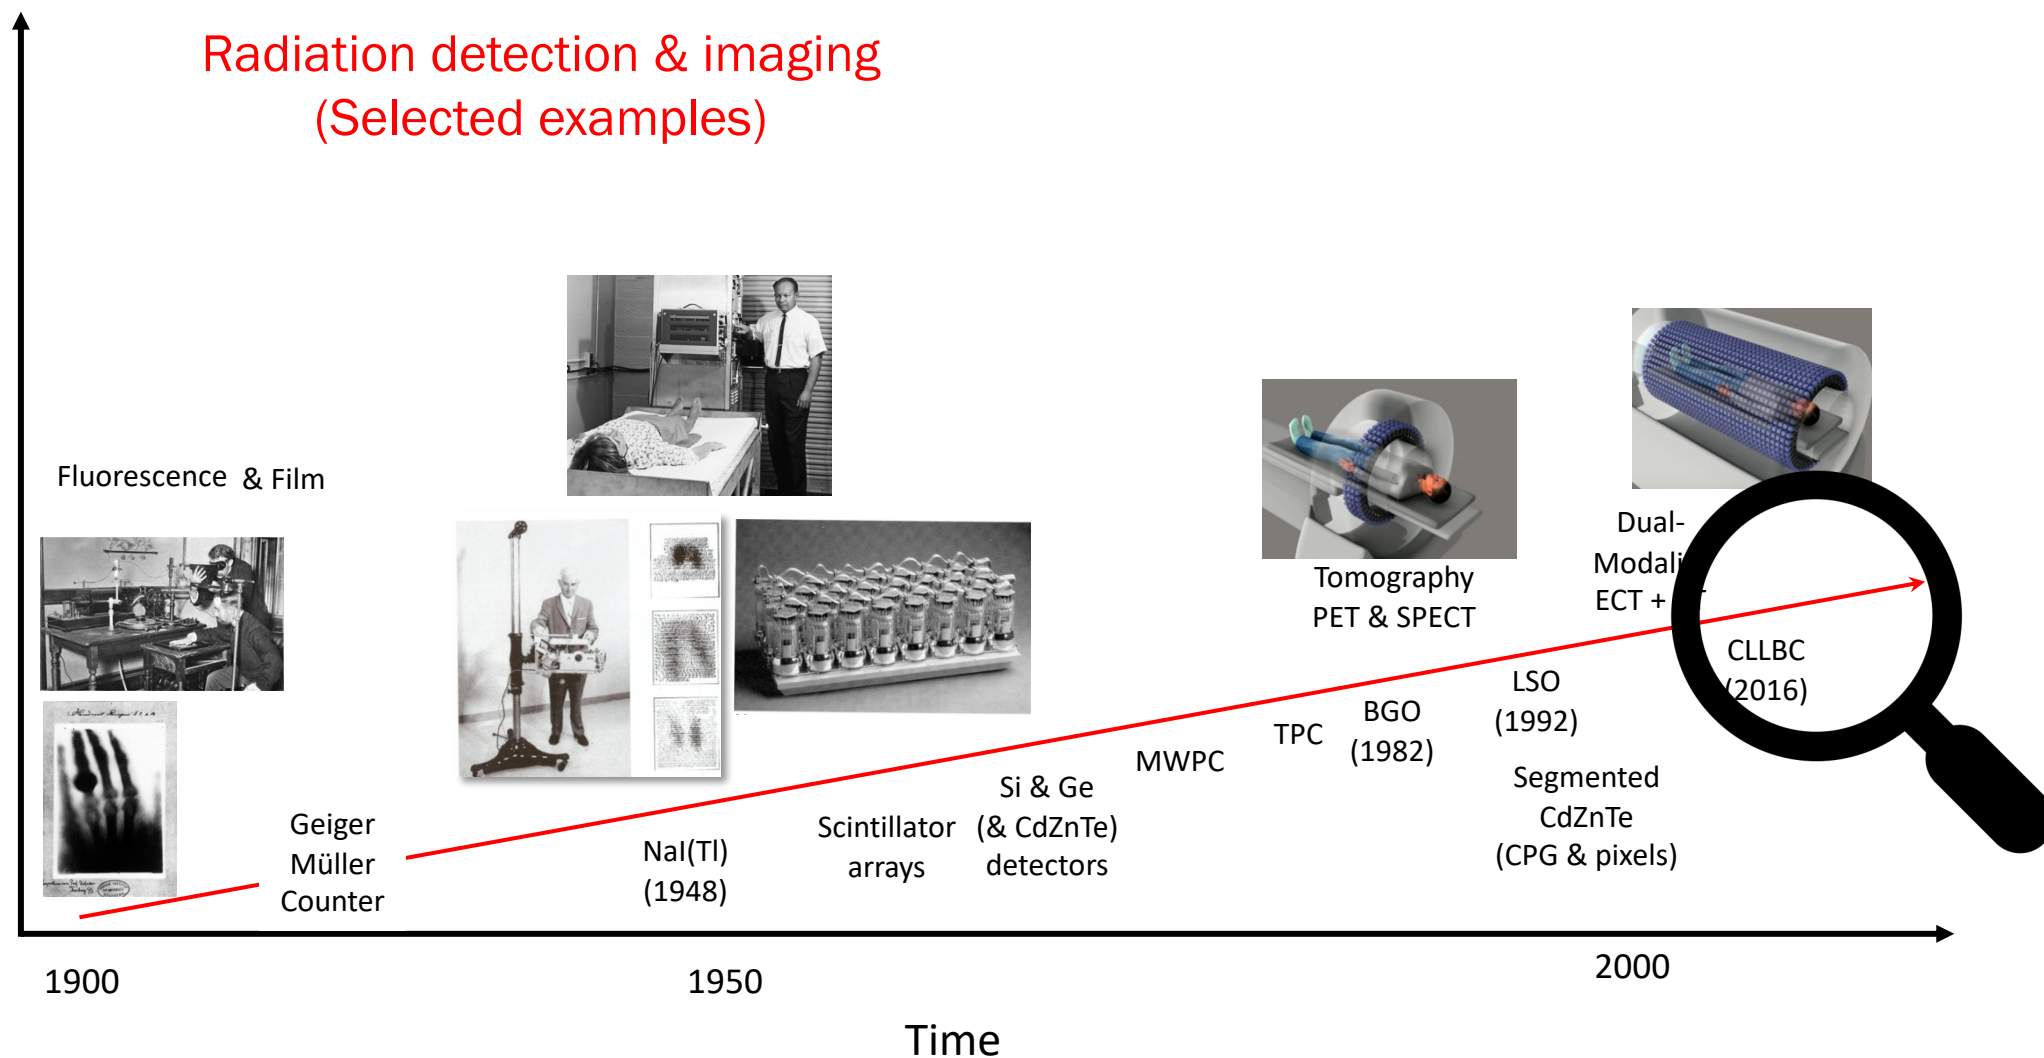 Radiation detection & imaging
(Selected examples)
Fluorescence & Film
Geiger
Müller
Counter
NaI(Tl)
(1948)
Scintillator
arrays
Si & Ge
(& CdZnTe)
detectors
MWPC
TPC
BGO
(1982)
Tomography
PET & SPECT
LSO
(1992)
Segmented
CdZnTe
(CPG & pixels)
Dual-
ECT +
CLLBC
(2016)
1900
1950
2000
Time